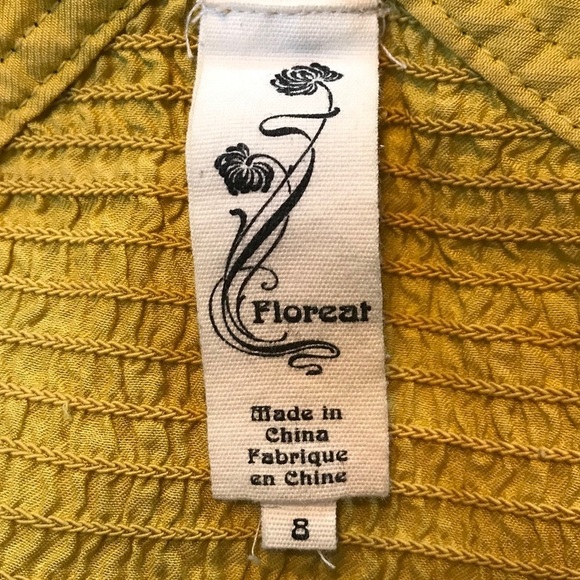 Floreat
Made in
China
Fabrique
en Chine
8